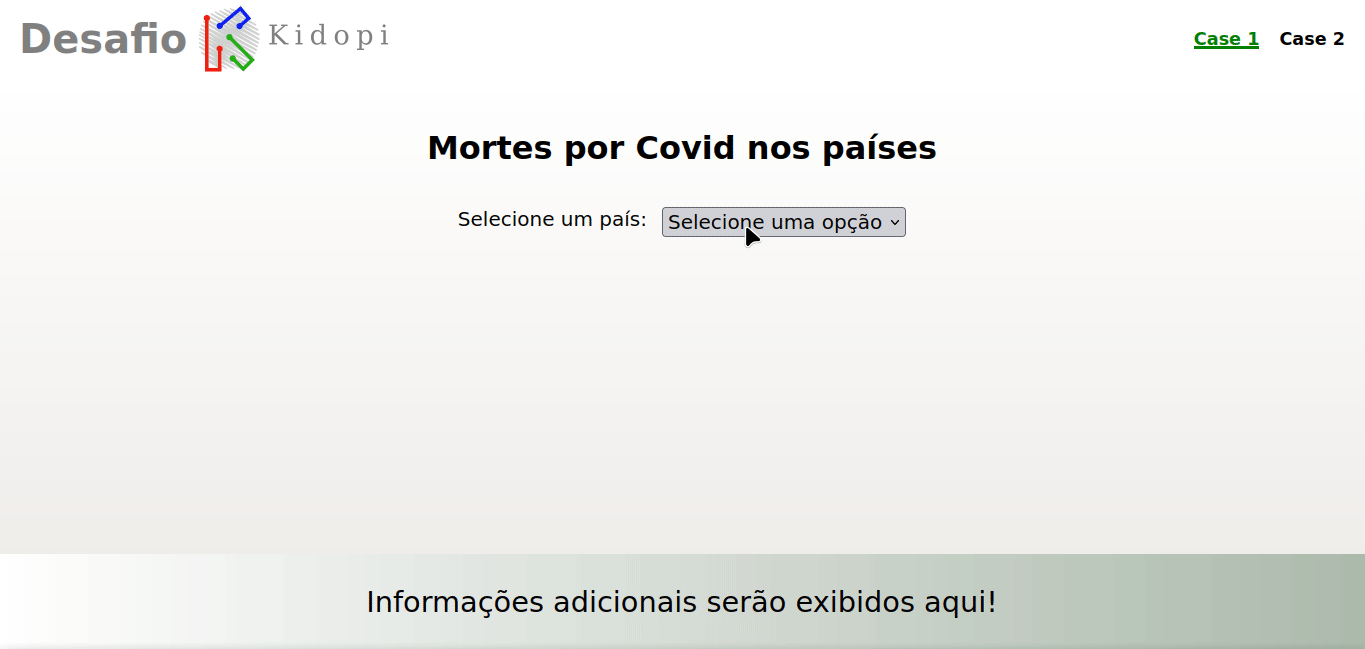 Desafio Kidopi Case 1 Case 2
Mortes por Covid nos países
Selecione um país: Selecione uma opção
Informações adicionais serão exibidos aqui!